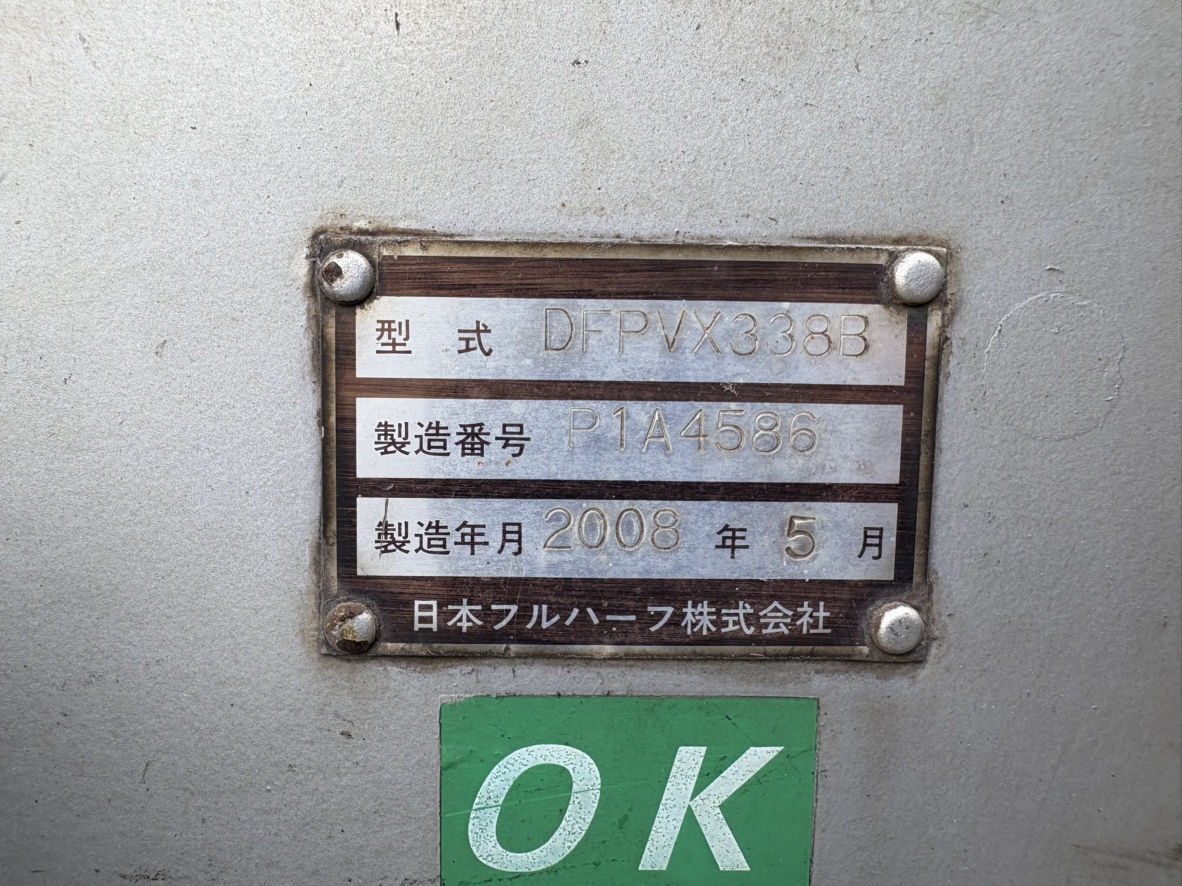 型 式 DFPVX338B
製造番号 P1A4586
製造年月 2008 年 5 月
日本フルハーフ株式会社
OK